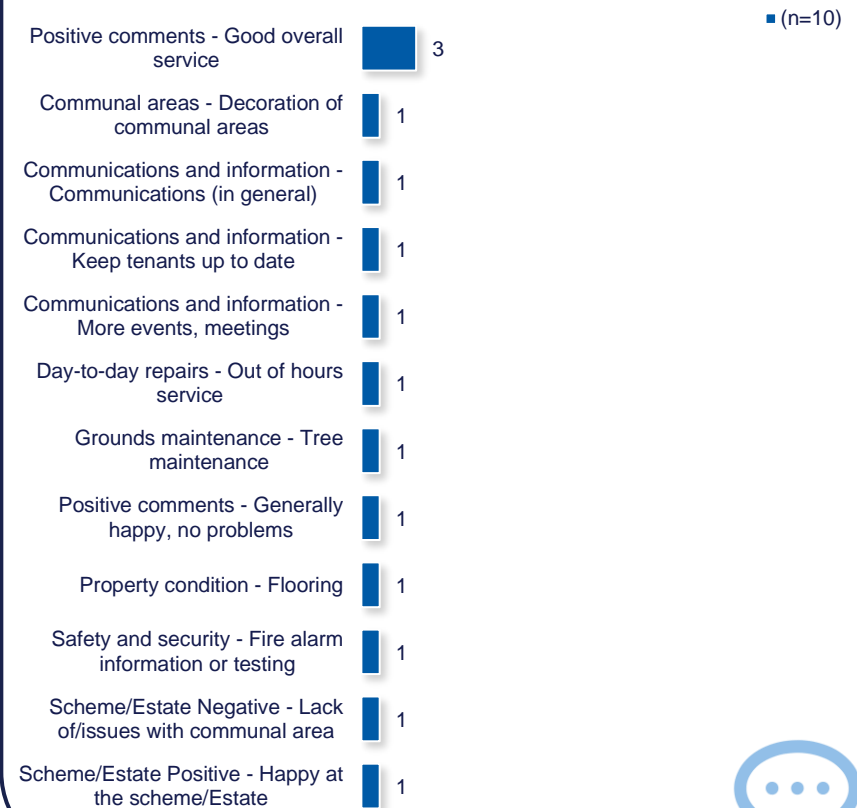 (n=10)
Positive comments - Good overall
service
3
Communal areas - Decoration of
communal areas
1
Communications and information -
Communications (in general)
1
Communications and information -
Keep tenants up to date
1
Communications and information -
More events, meetings
1
Day-to-day repairs - Out of hours
service
1
Grounds maintenance - Tree
maintenance
1
Positive comments - Generally
happy, no problems
1
Property condition - Flooring
1
Safety and security - Fire alarm
information or testing
1
Scheme/Estate Negative - Lack
of/issues with communal area
1
Scheme/Estate Positive - Happy at
the scheme/Estate
1